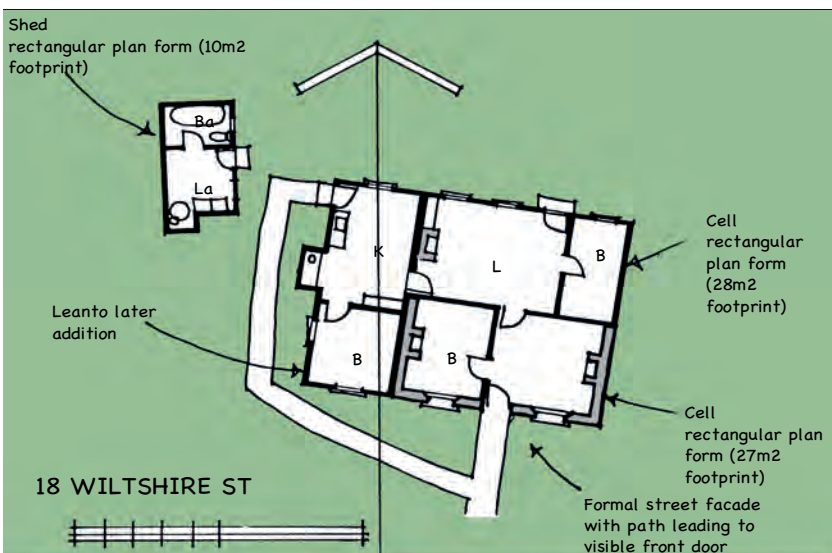 Shed
rectangular plan form (10m2
footprint)
Ba
La
K
L
B
Cell
rectangular
plan form
(28m2
footprint)
Leanto later
addition
B
B
Cell
rectangular plan
form (27m2
footprint)
18 WILTSHIRE ST
Formal street facade
with path leading to
visible front door